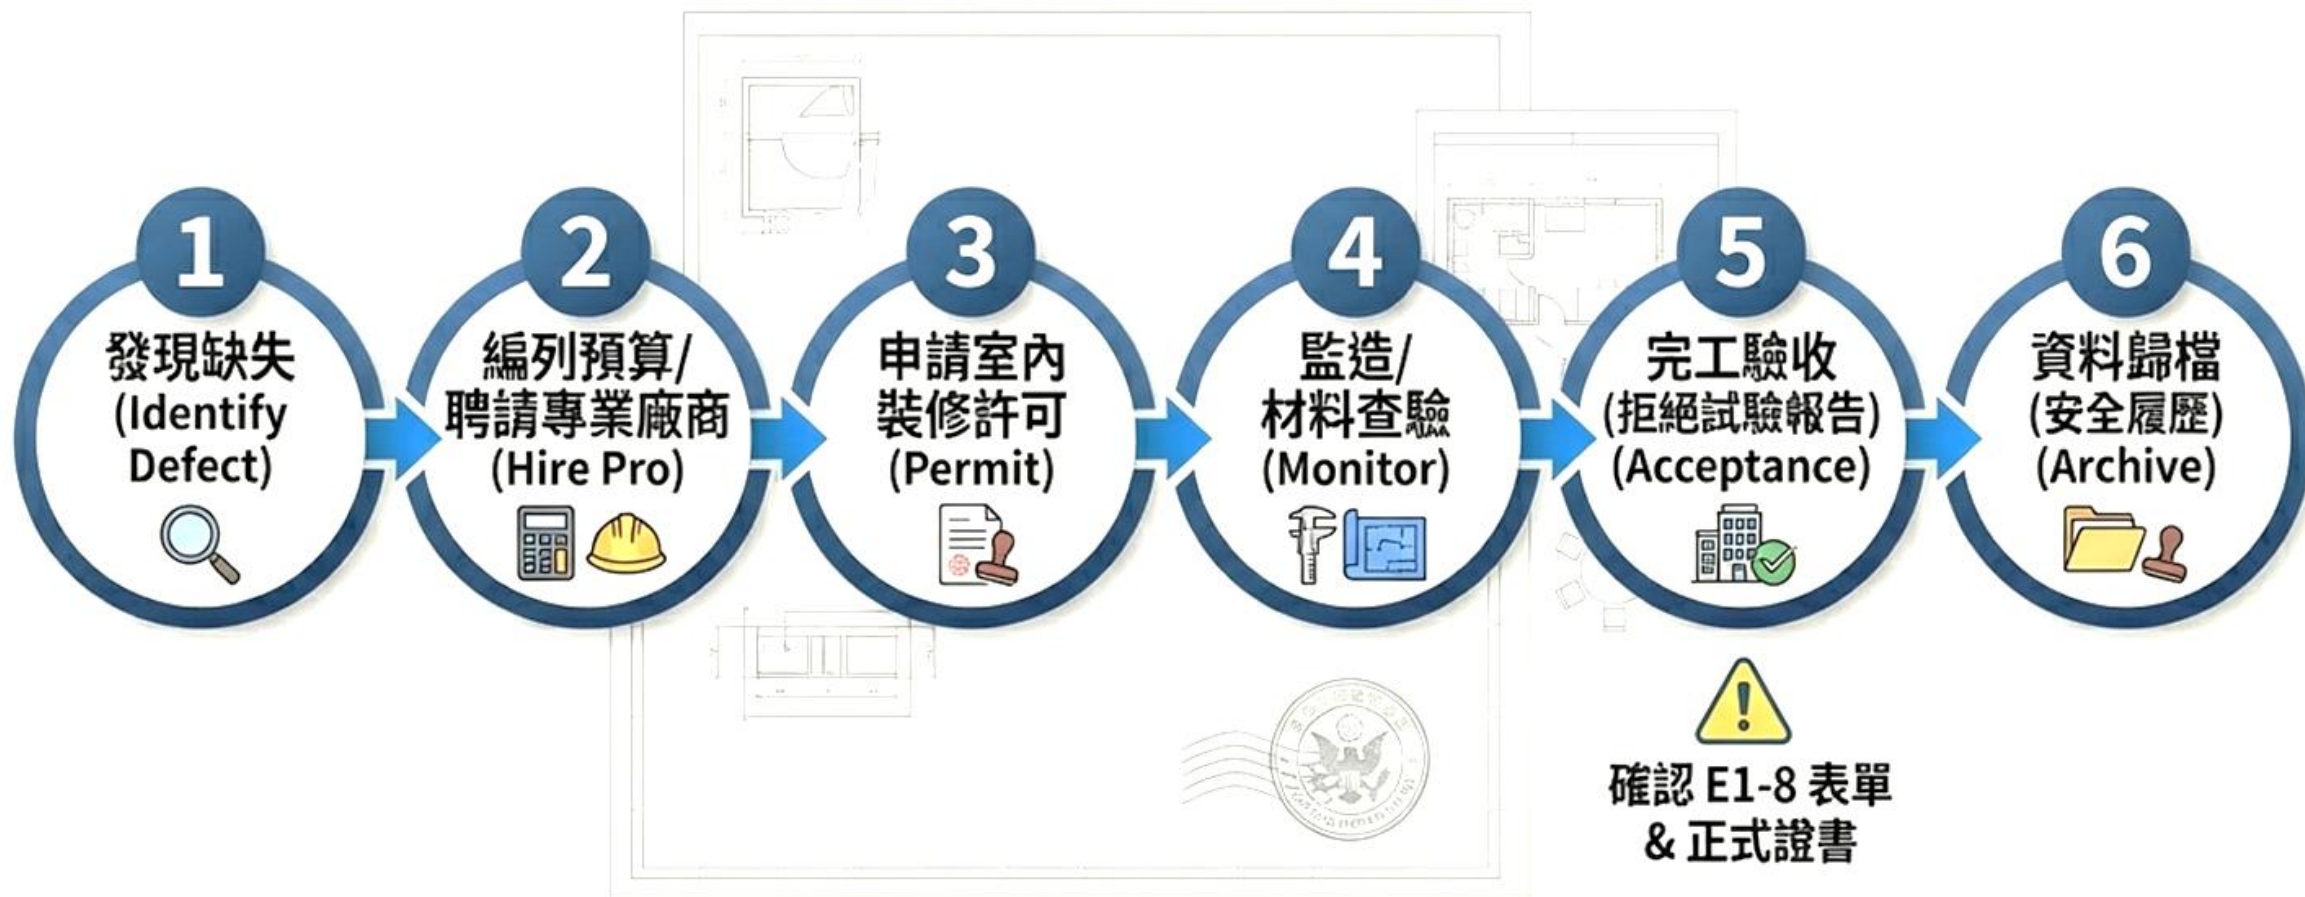 1
發現缺失
(Identify
Defect)
2
編列預算/
聘請專業廠商
(Hire Pro)
3
申請室內
裝修許可
(Permit)
4
監造/
材料查驗
(Monitor)
5
完工驗收
(拒絕試驗報告)
(Acceptance)
6
資料歸檔
(安全履歷)
(Archive)
確認 E1-8 表單
& 正式證書